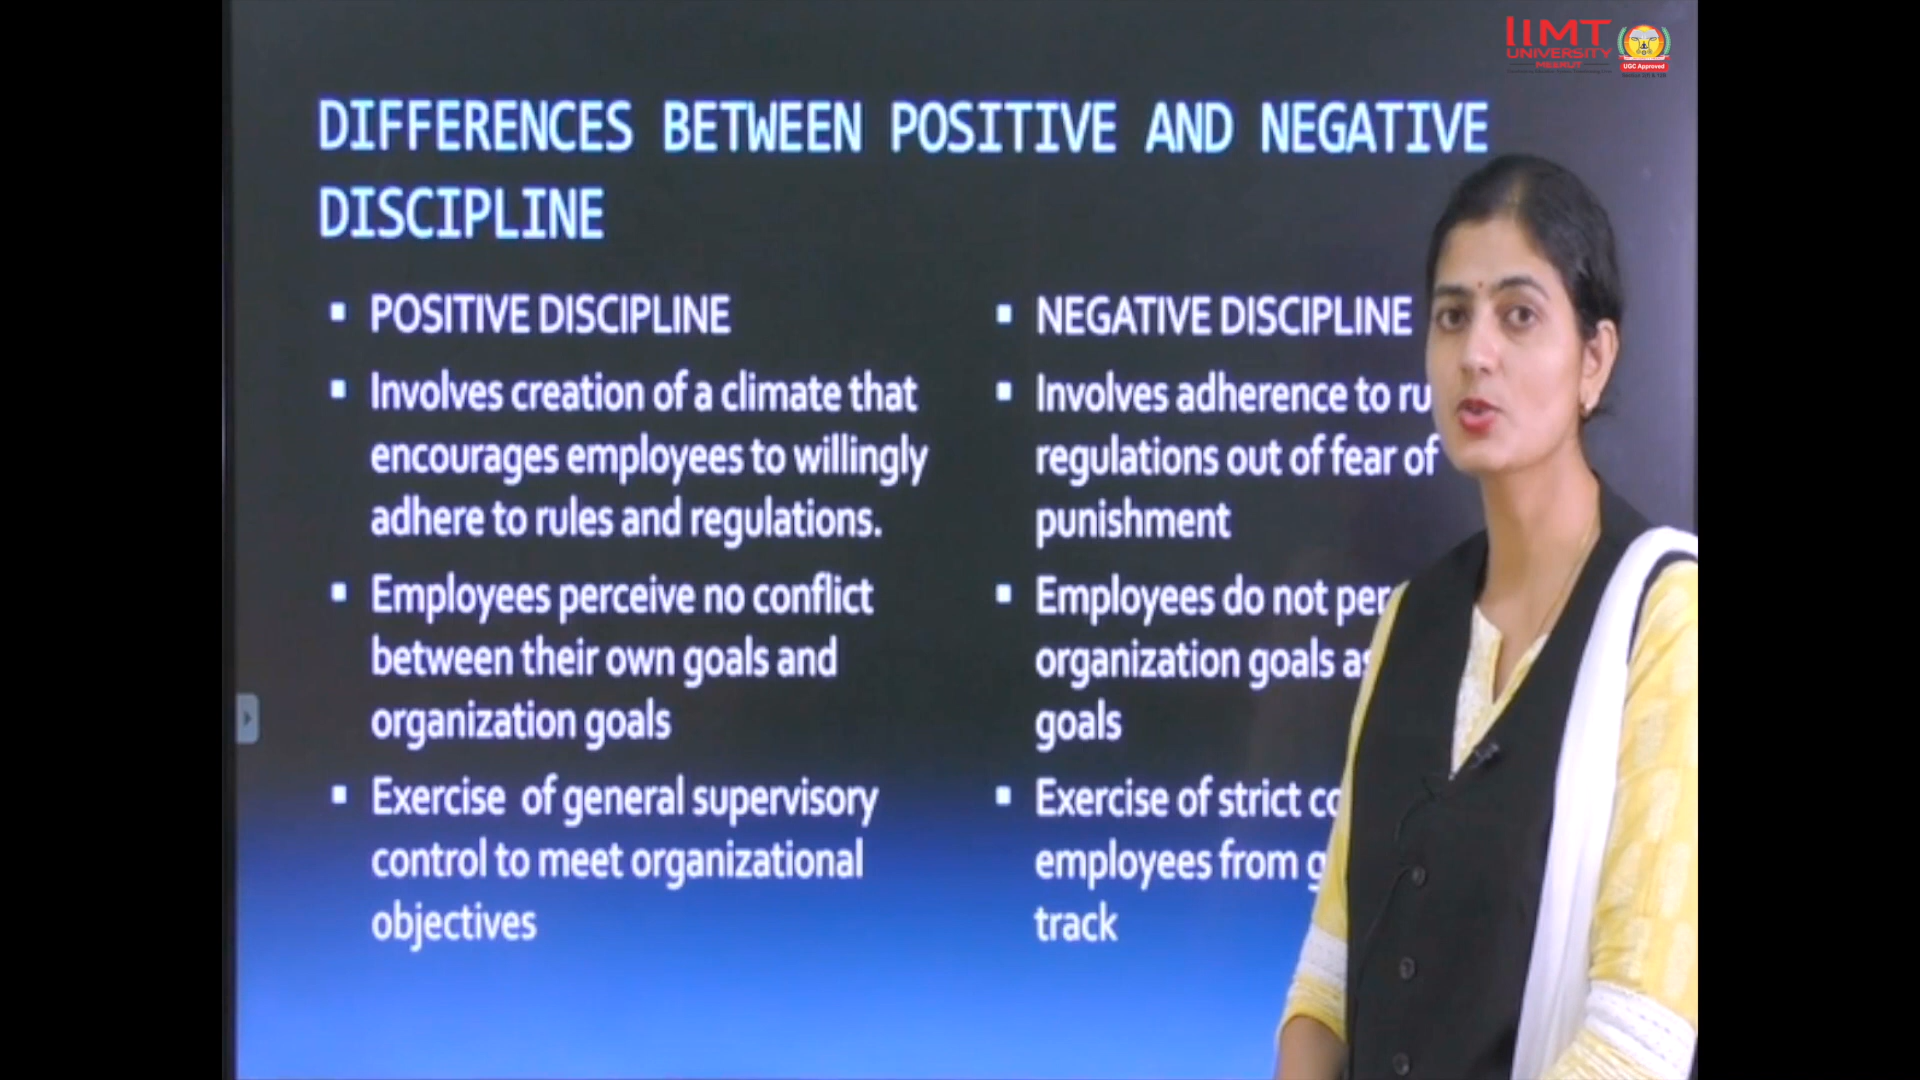 IIMT
UNIVERSITY
MEERUT
UGC Approved
DIFFERENCES BETWEEN POSITIVE AND NEGATIVE
DISCIPLINE
▪ POSITIVE DISCIPLINE
▪ Involves creation of a climate that
encourages employees to willingly
adhere to rules and regulations.
▪ Employees perceive no conflict
between their own goals and
organization goals
▪ Exercise of general supervisory
control to meet organizational
objectives
▪ NEGATIVE DISCIPLINE
▪ Involves adherence to
regulations out of fear of
punishment
▪ Employees do not
organization goals
goals
▪ Exercise of strict
employees from
track